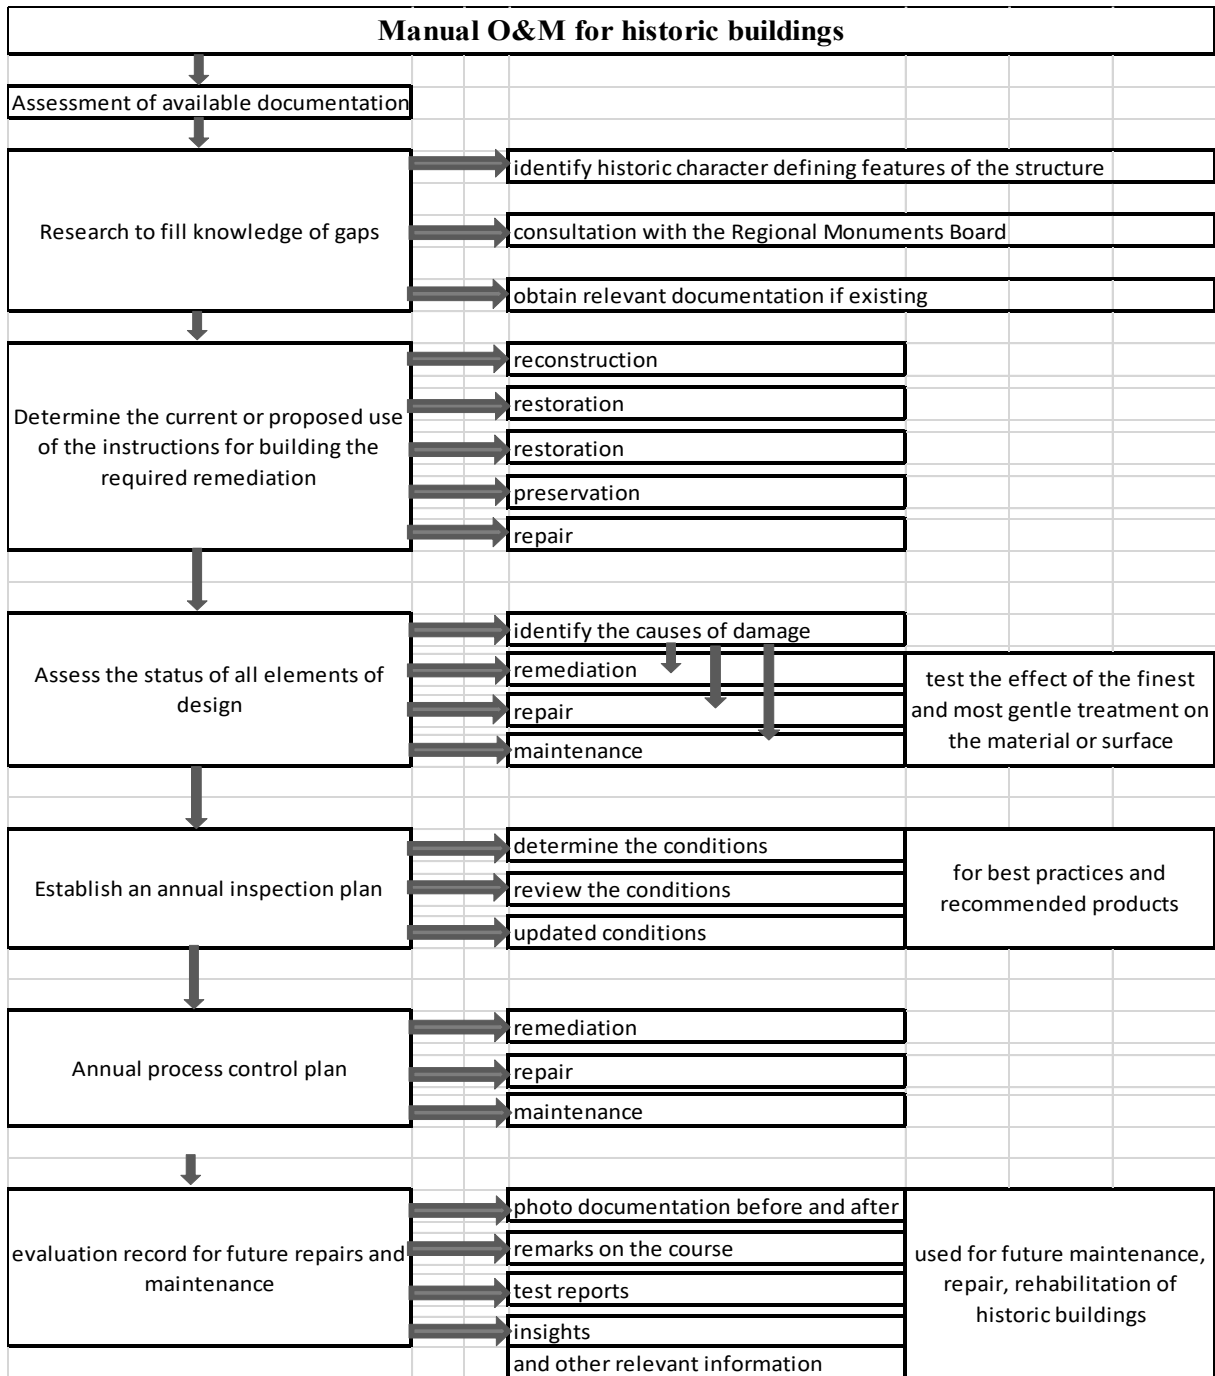 Manual O&M for historic buildings
Assessment of available documentation
Research to fill knowledge of gaps
identify historic character defining features of the structure
consultation with the Regional Monuments Board
obtain relevant documentation if existing
Determine the current or proposed use
of the instructions for building the
required remediation
reconstruction
restoration
restoration
preservation
repair
Assess the status of all elements of
design
identify the causes of damage
remediation
repair
maintenance
test the effect of the finest
and most gentle treatment on
the material or surface
Establish an annual inspection plan
determine the conditions
review the conditions
updated conditions
for best practices and
recommended products
Annual process control plan
remediation
repair
maintenance
evaluation record for future repairs and
maintenance
photo documentation before and after
remarks on the course
test reports
insights
and other relevant information
used for future maintenance,
repair, rehabilitation of
historic buildings